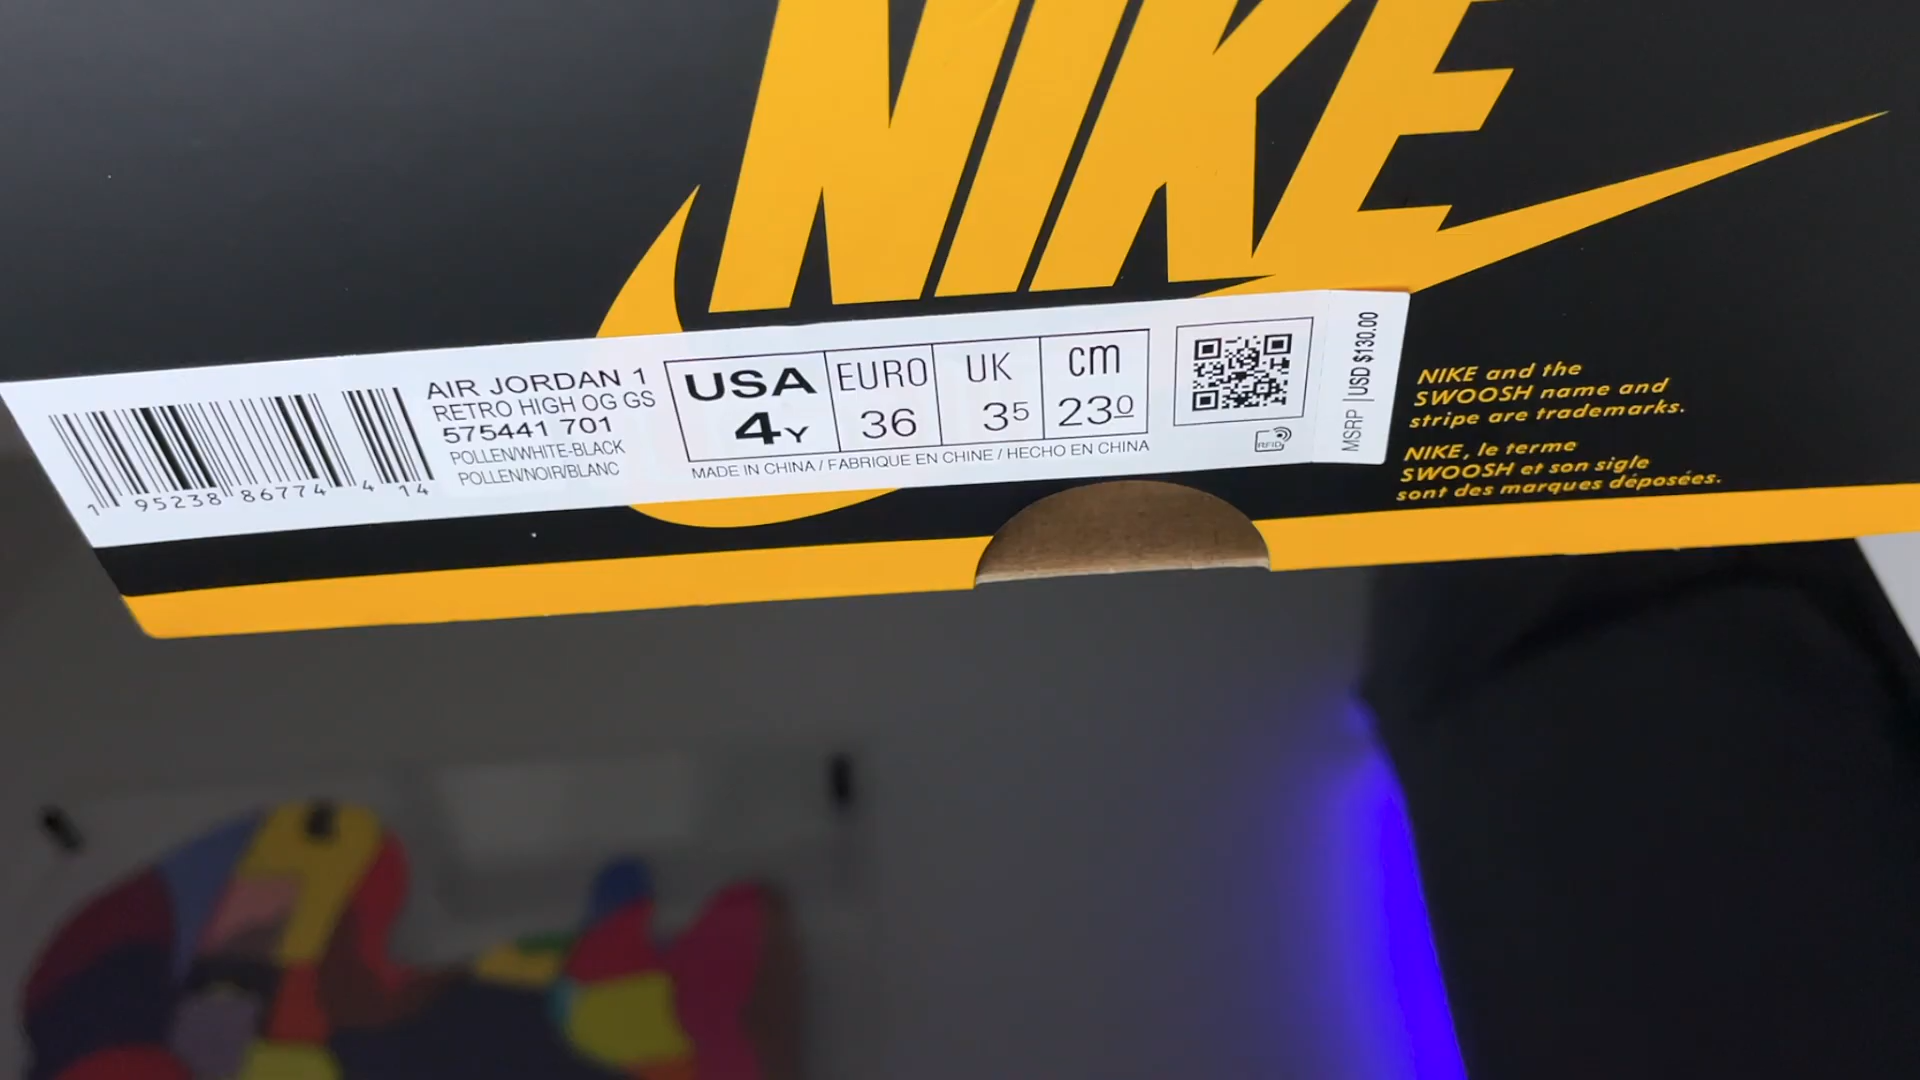 NIKE
AIR JORDAN 1
RETRO HIGH OG GS
575441 701
POLLEN/WHITE-BLACK
POLLEN/NOIR/BLANC
1 95238 86774 4 14
USA
4Y
EURO
36
UK
35
cm
230
MADE IN CHINA / FABRIQUE EN CHINE / HECHO EN CHINA
RFID
MSRP | USD $130.00
NIKE and the
SWOOSH name and
stripe are trademarks.
NIKE, le terme
SWOOSH et son sigle
sont des marques déposées.